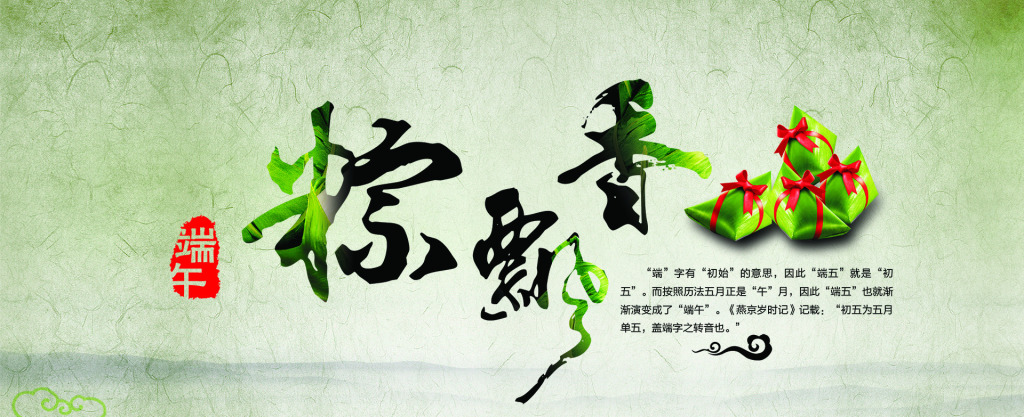 粽飘香
端午
“端”字有“初始”的意思，因此“端五”就是“初
五”。而按照历法五月正是“午”月，因此“端五”也就渐
渐演变成了“端午”。《燕京岁时记》记载：“初五为五月
单五，盖端字之转音也。”